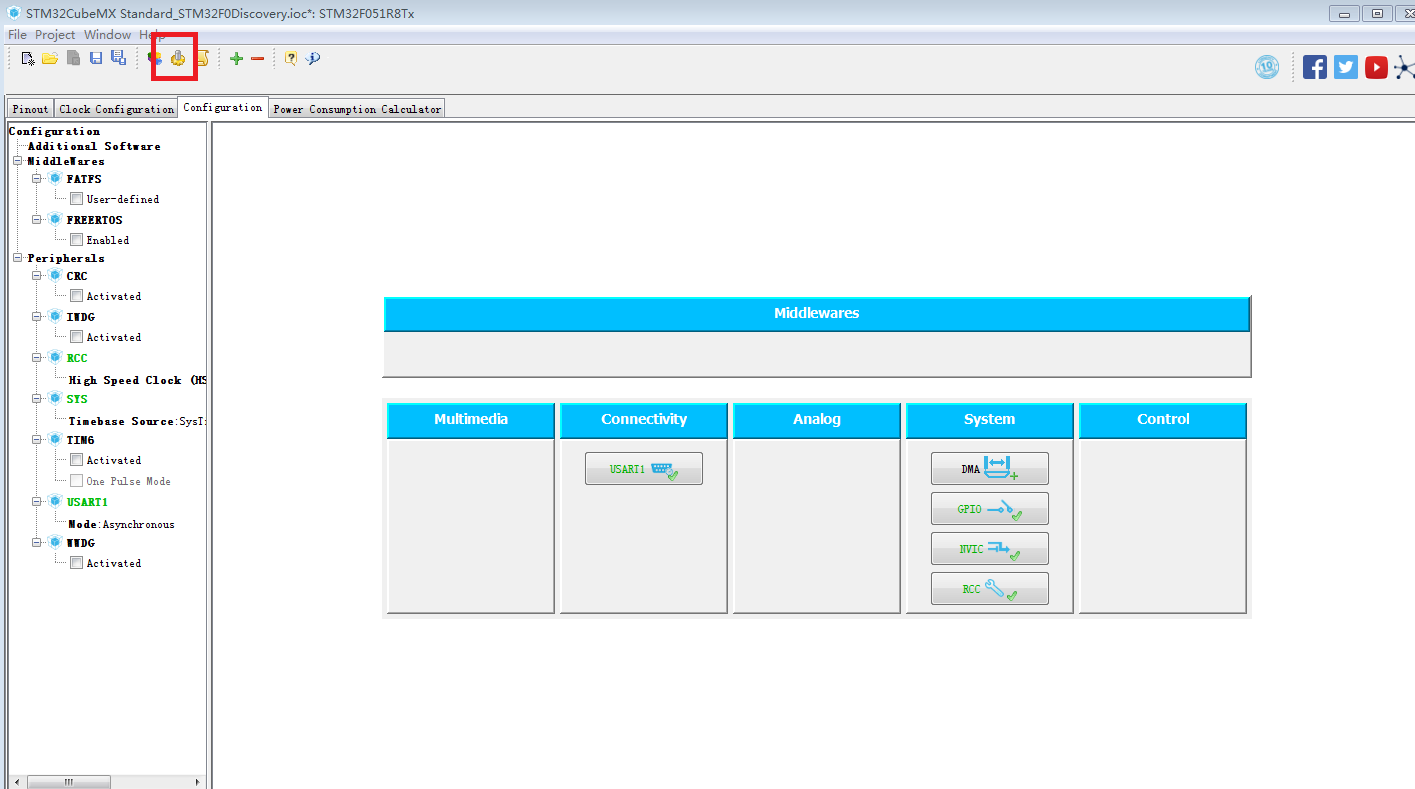 STM32CubeMX Standard_STM32F0Discovery.ioc*: STM32F051R8Tx
File Project Window Help
10
Pinout Clock Configuration Configuration Power Consumption Calculator
Configuration
Additional Software
MiddleWares
FATFS
User-defined
FREERTOS
Enabled
Peripherals
CRC
Activated
IWDG
Activated
RCC
High Speed Clock (HS
SYS
Timebase Source:SysTi
TIM6
Activated
One Pulse Mode
USART1
Mode:Asynchronous
WWDG
Activated
Middlewares
Multimedia Connectivity Analog System Control
USART1 DMA
GPIO
NVIC
RCC